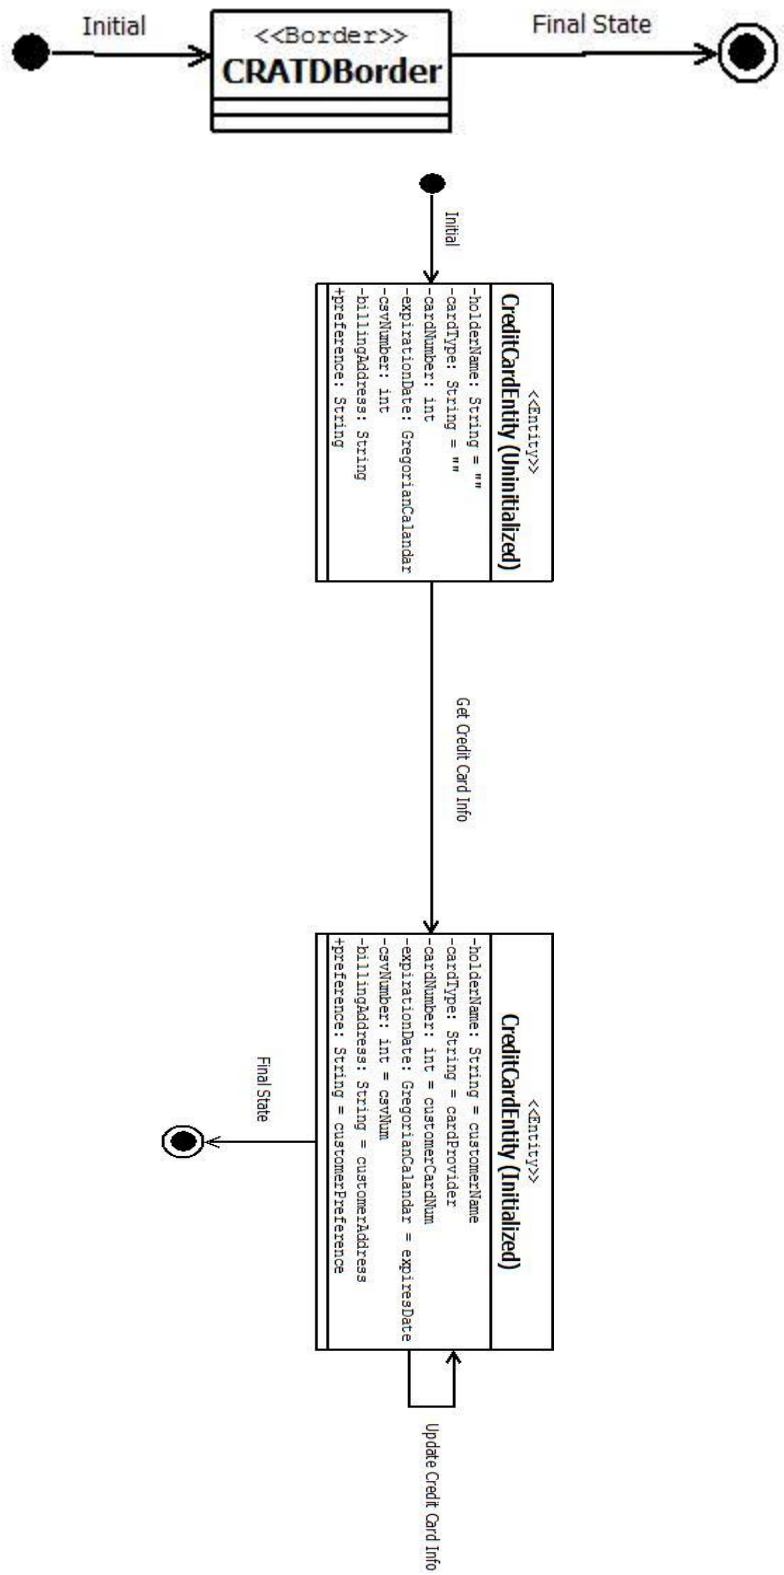 Initial
<<Border>>
CRATDBorder
Final State
Initial
<<Entity>>
CreditCardEntity (Uninitialized)
-holderName: String = ""
-cardType: String = ""
-cardNumber: int
-expirationDate: GregorianCalandar
-csvNumber: int
-billingAddress: String
+preference: String
Get Credit Card Info
<<Entity>>
CreditCardEntity (Initialized)
-holderName: String = customerName
-cardType: String = cardProvider
-cardNumber: int = customerCardNum
-expirationDate: GregorianCalandar = expiresDate
-csvNumber: int = csvNum
-billingAddress: String = customerAddress
+preference: String = customerPreference
Final State
Update Credit Card Info